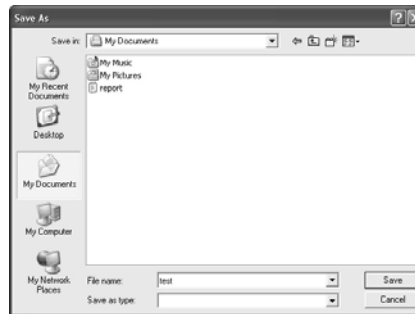 Save As
Save in: My Documents
My Music
My Pictures
report
My Recent
Documents
Desktop
My Documents
My Computer
My Network
Places
File name: test Save
Save as type: Cancel